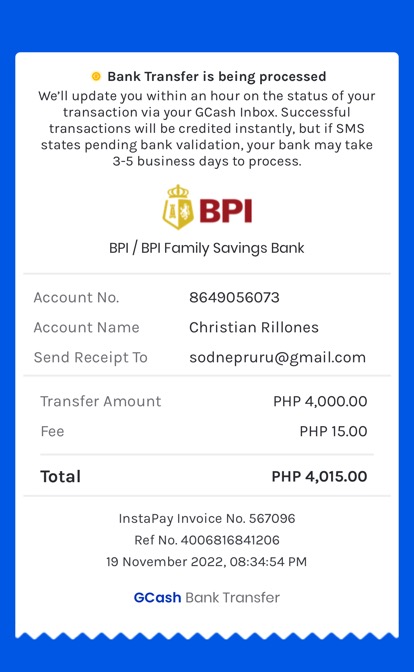 Bank Transfer is being processed
We'll update you within an hour on the status of your
transaction via your GCash Inbox. Successful
transactions will be credited instantly, but if SMS
states pending bank validation, your bank may take
3-5 business days to process.
BPI
BPI / BPI Family Savings Bank
Account No. 8649056073
Account Name Christian Rillones
Send Receipt To sodnepruru@gmail.com
Transfer Amount PHP 4,000.00
Fee PHP 15.00
Total PHP 4,015.00
InstaPay Invoice No. 567096
Ref No. 4006816841206
19 November 2022, 08:34:54 PM
GCash Bank Transfer